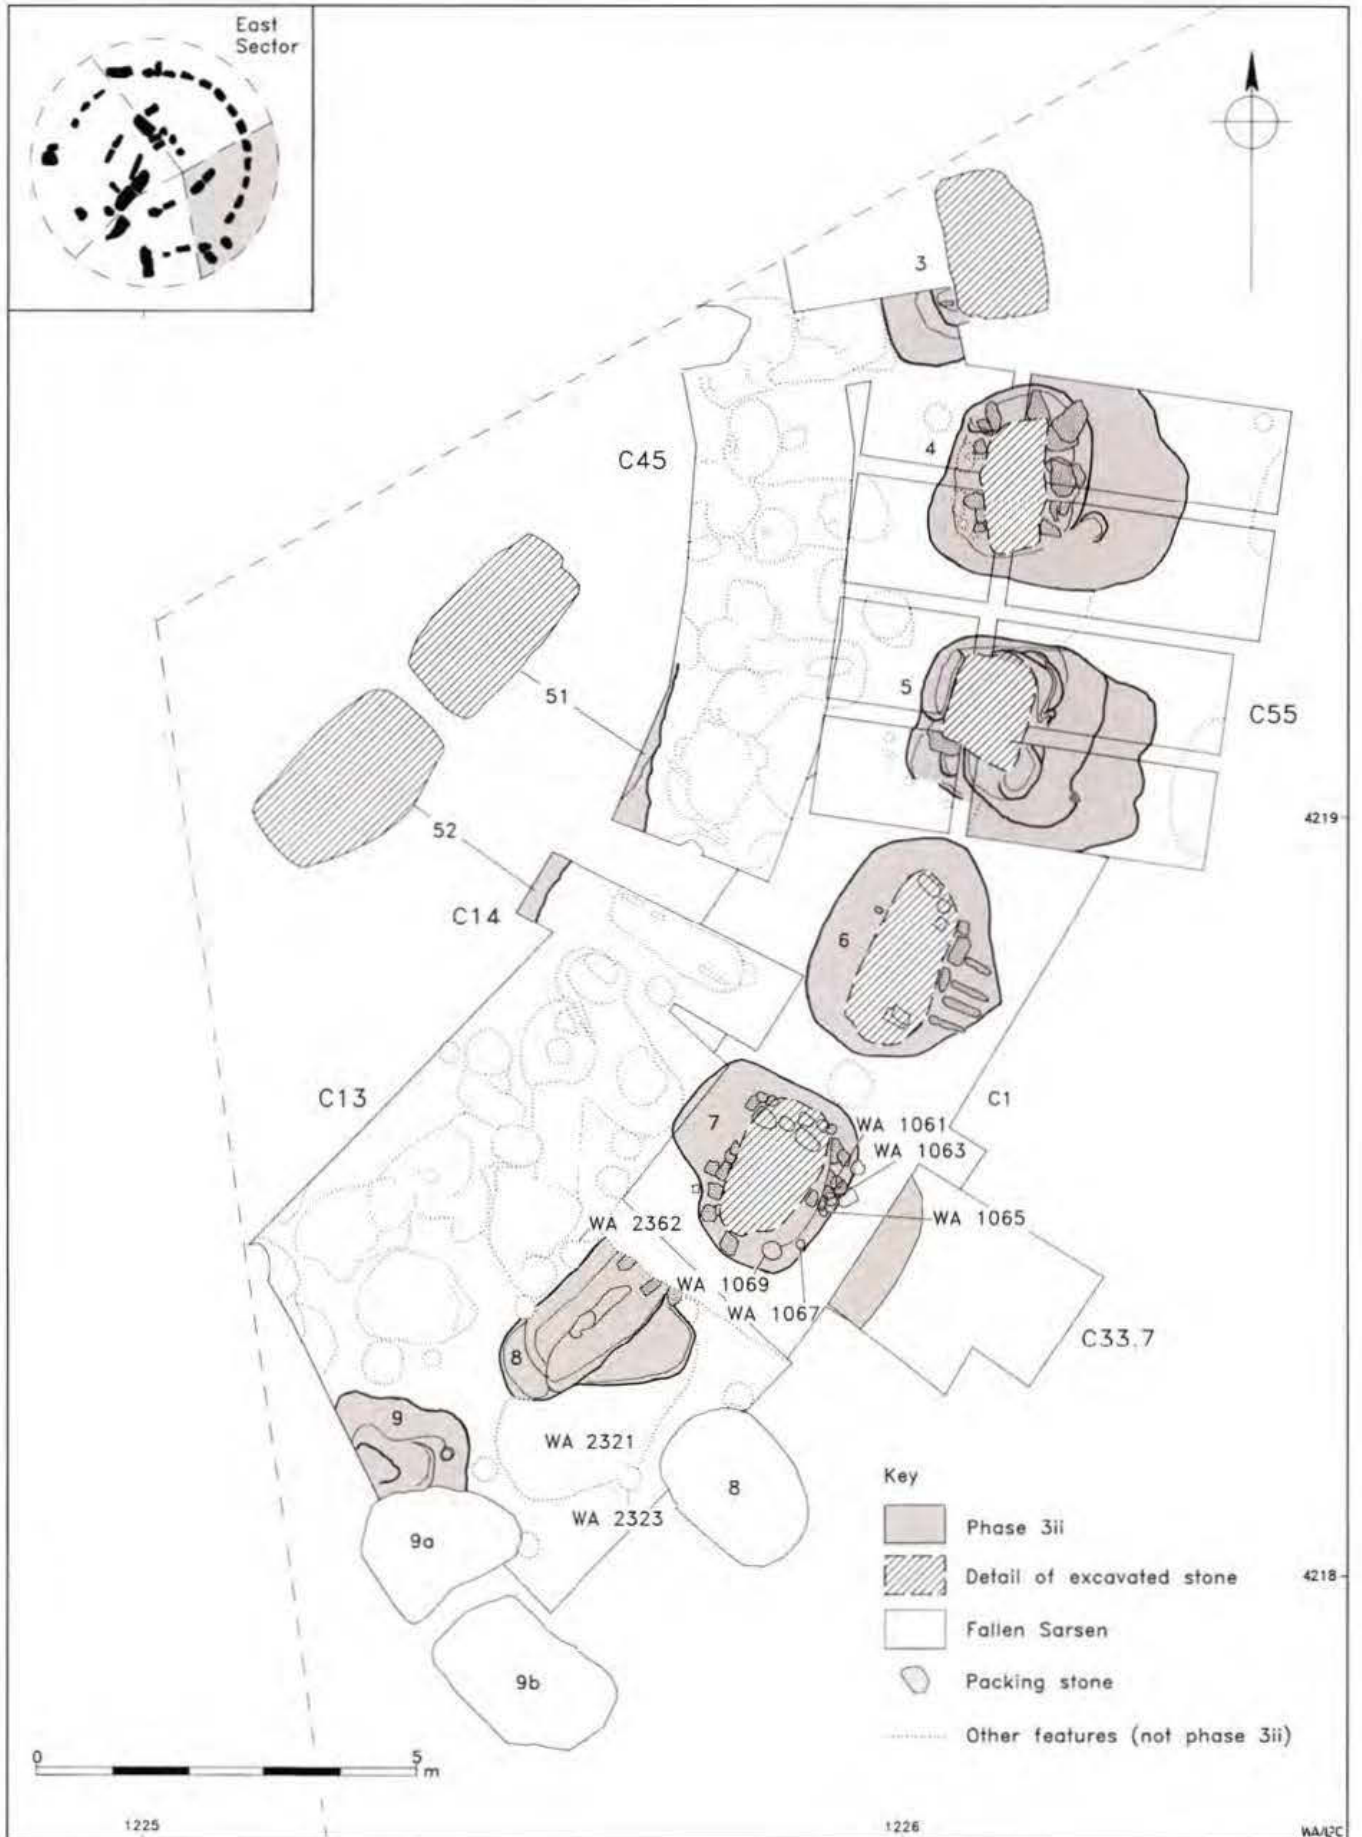 East
Sector
3
C45
4
51
5
C55
52
4219
C14
6
C13
C1
7
WA 1061
WA 1063
WA 1065
WA 2362
WA 1069
WA 1067
C33.7
8
9
WA 2321
8
WA 2323
9a
9b
Key
Phase 3ii
Detail of excavated stone
Fallen Sarsen
Packing stone
Other features (not phase 3ii)
4218
0 5
m
1225 1226